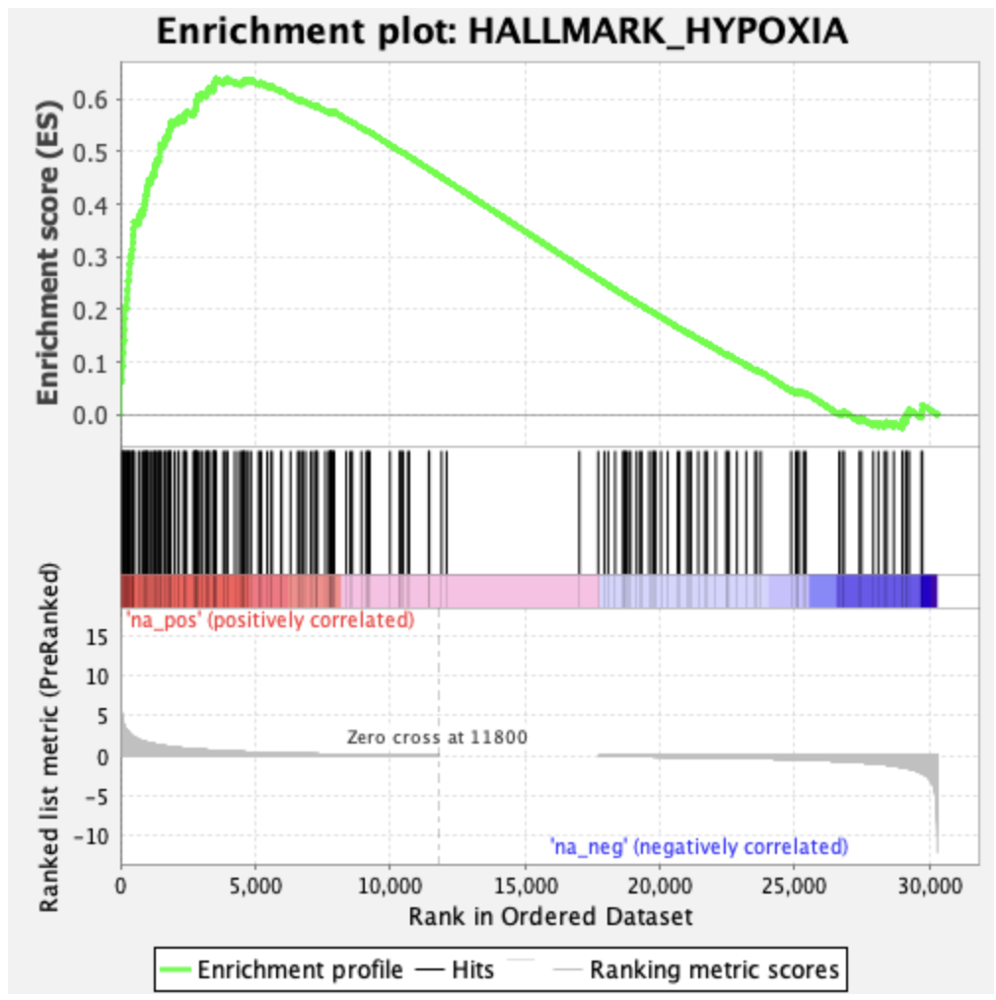 Enrichment plot: HALLMARK_HYPOXIA
Enrichment score (ES)
0.6
0.5
0.4
0.3
0.2
0.1
0.0
'na_pos' (positively correlated)
Ranked list metric (PreRanked)
15
10
5
0
-5
-10
Zero cross at 11800
'na_neg' (negatively correlated)
0 5,000 10,000 15,000 20,000 25,000 30,000
Rank in Ordered Dataset
Enrichment profile Hits Ranking metric scores